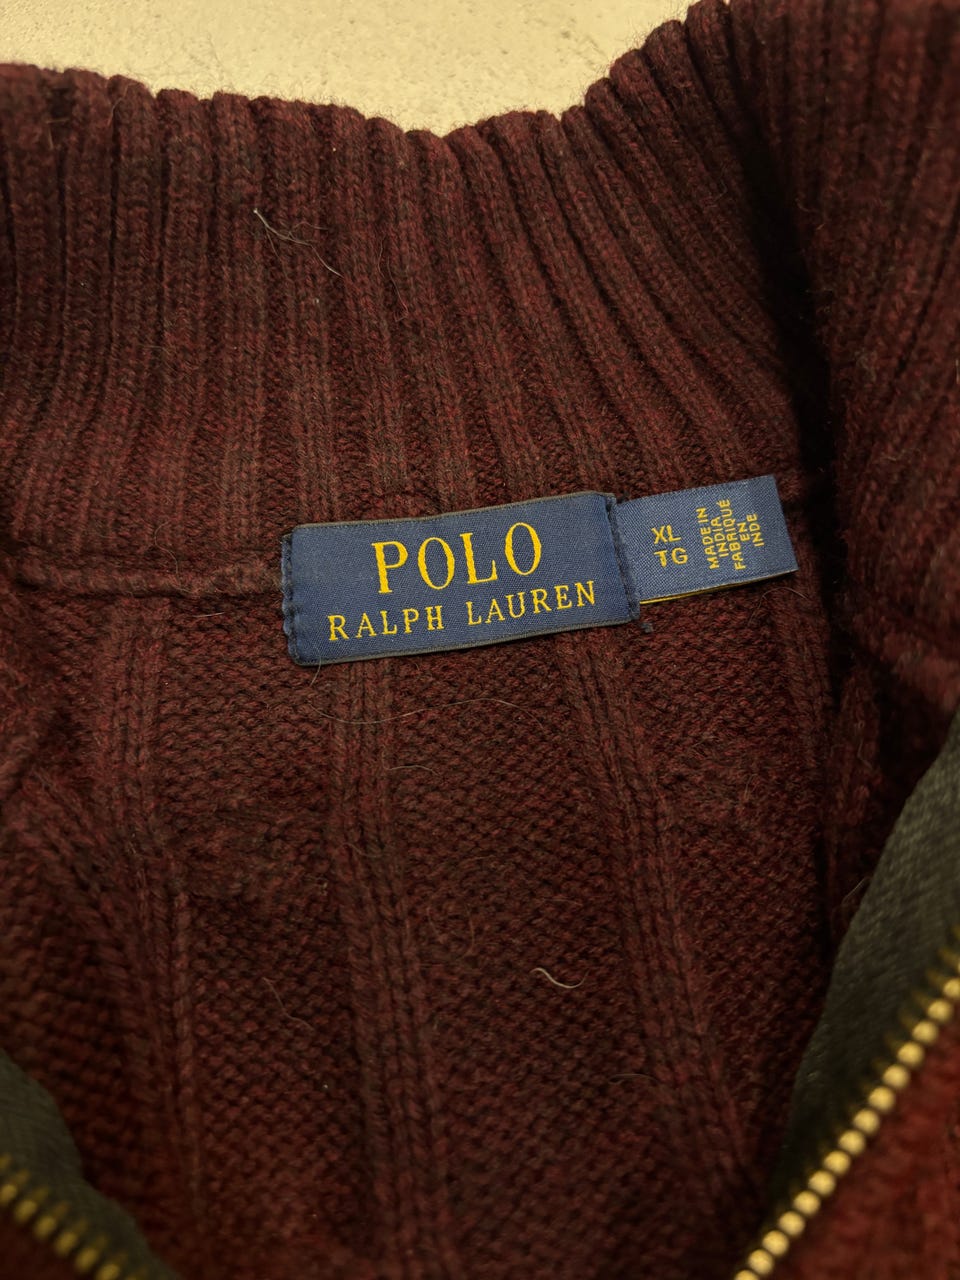 POLO
RALPH LAUREN
XL
TG
MADE IN
INDIA
FABRIQUÉ
EN
INDE